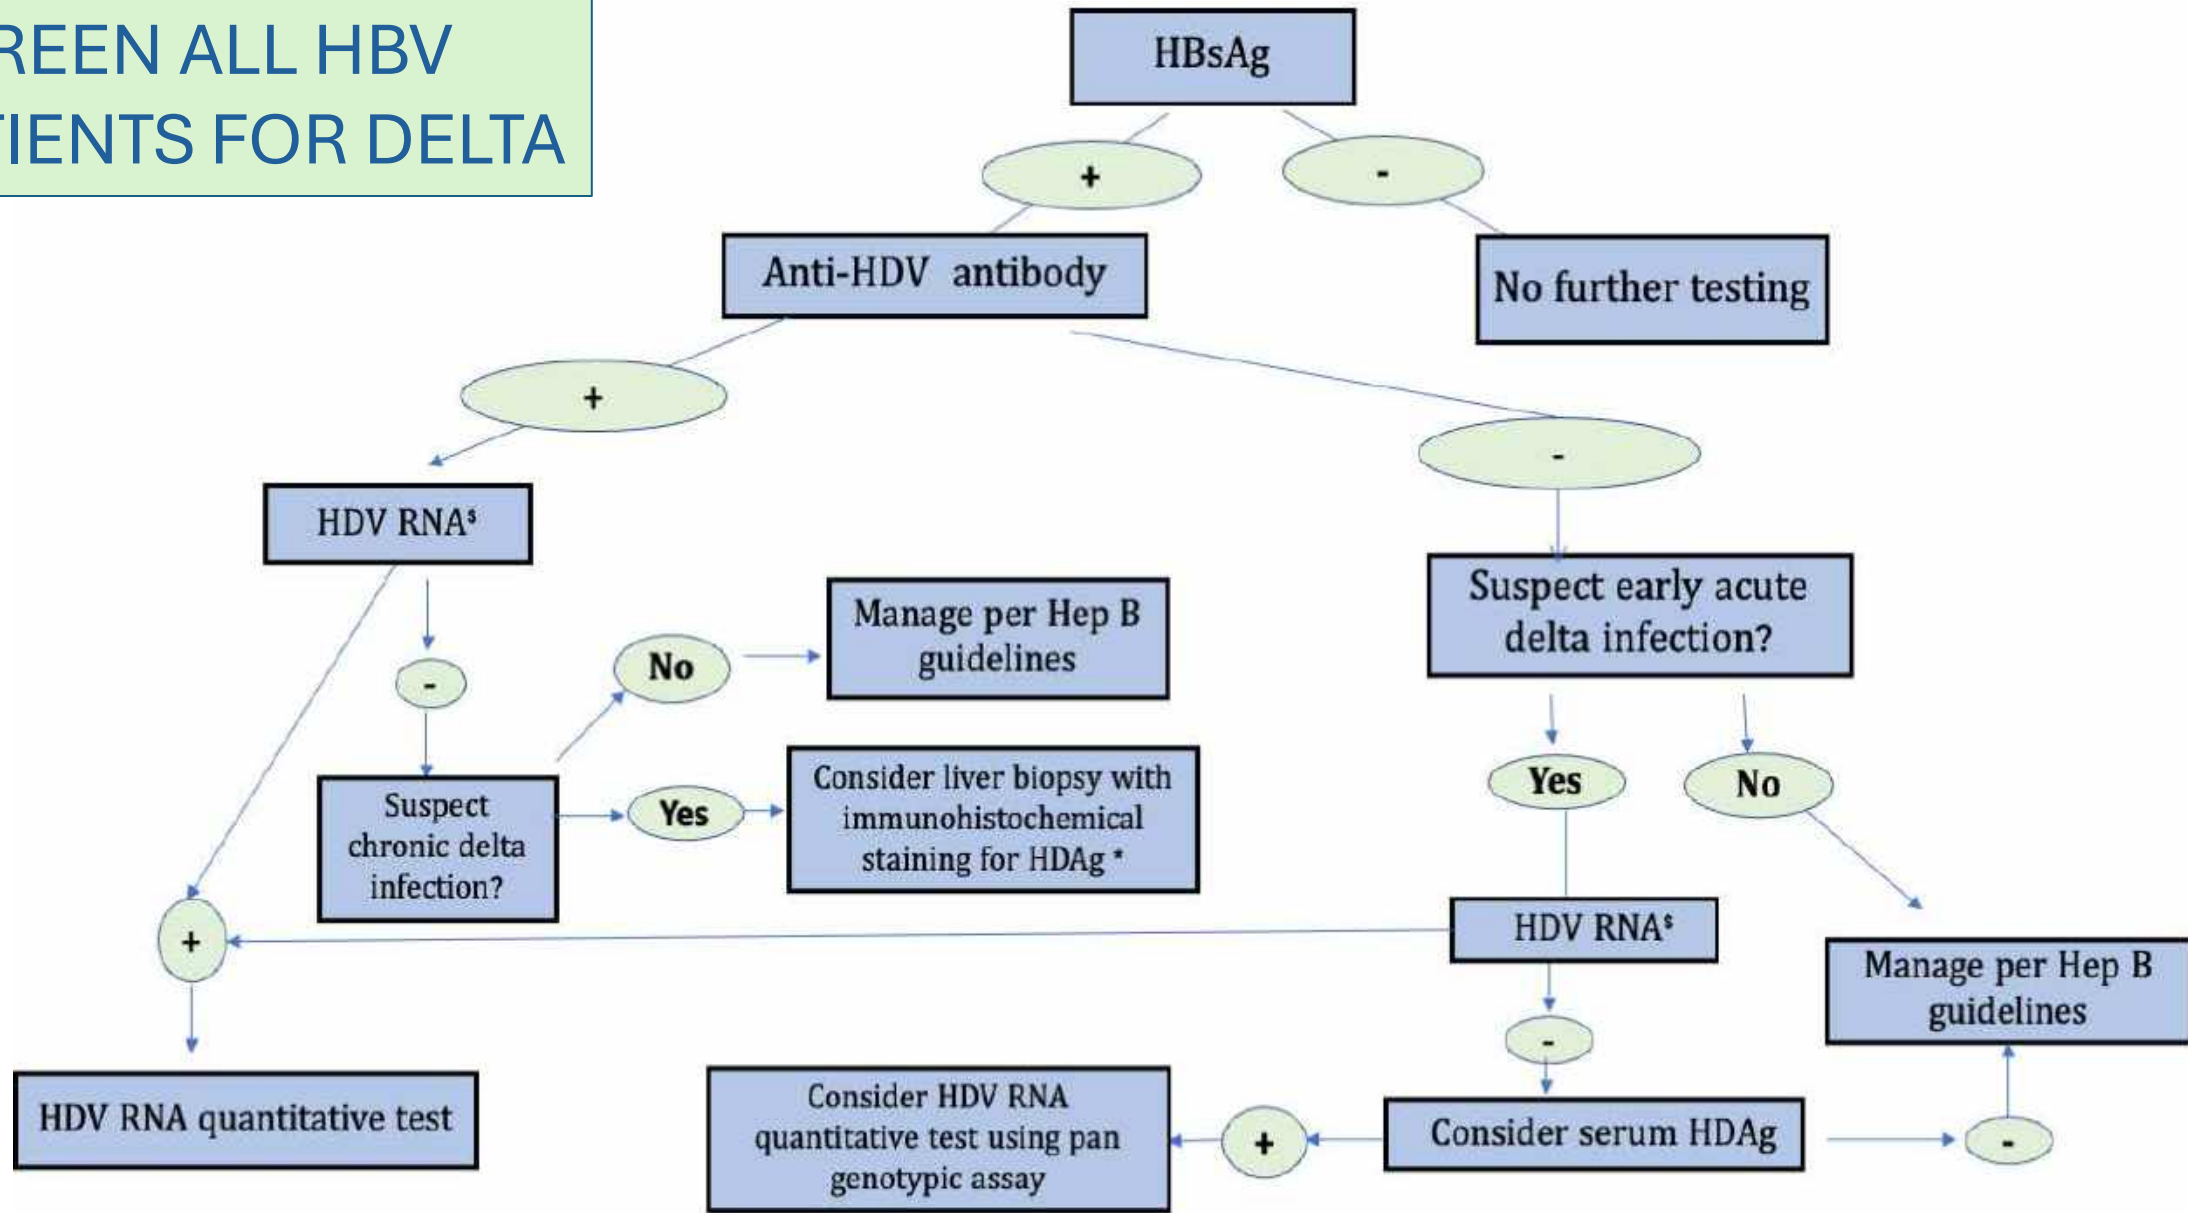 REEN ALL HBV
TIENTS FOR DELTA
HBsAg
+
-
Anti-HDV antibody
No further testing
+
-
HDV RNA$
Suspect early acute
delta infection?
-
No
Manage per Hep B
guidelines
Suspect
chronic delta
infection?
Yes
Consider liver biopsy with
immunohistochemical
staining for HDAg *
Yes
No
+
HDV RNA$
Manage per Hep B
guidelines
-
HDV RNA quantitative test
Consider HDV RNA
quantitative test using pan
genotypic assay
+
Consider serum HDAg
-